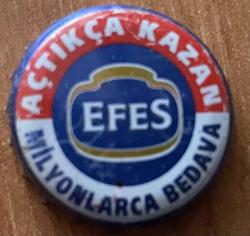 AÇTIKÇA KAZAN
EFES
MİLYONLARCA BEDAVA